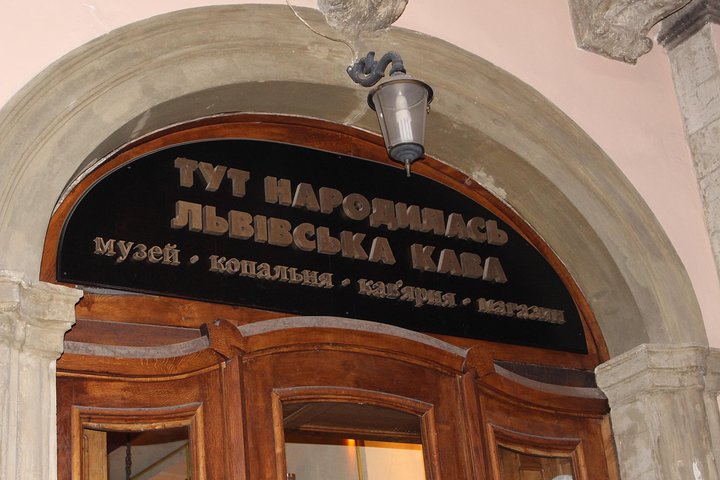 ТУТ НАРОДИЛАСЬ
ЛЬВІВСЬКА КАВА
музей · копальня · кав'ярня · магазин